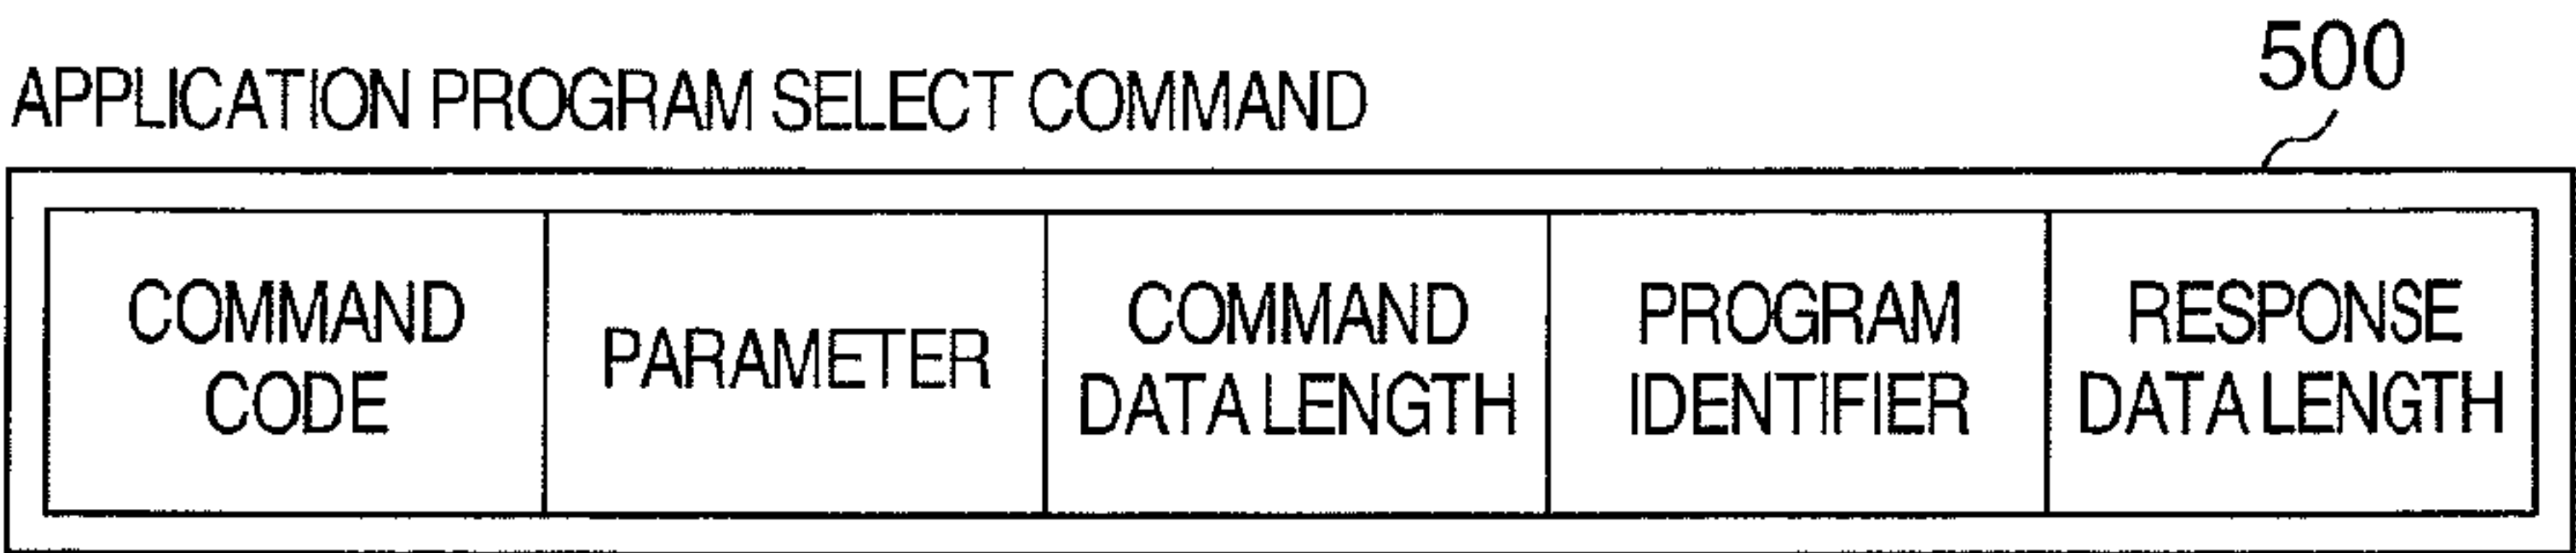 500
APPLICATION PROGRAM SELECT COMMAND
COMMAND
CODE
PARAMETER
COMMAND
DATA LENGTH
PROGRAM
IDENTIFIER
RESPONSE
DATA LENGTH